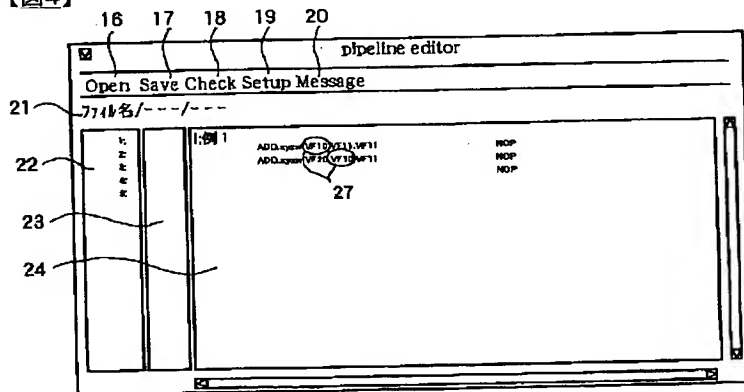 【図4】
16 17 18 19 20
pipeline editor
Open Save Check Setup Message
21
ファイル名/---/---
22
1:例 1
ADD.xyzw VF10,VF11,VF11 NOP
ADD.xyzw VF20,VF10,VF11 NOP
NOP
27
23
24